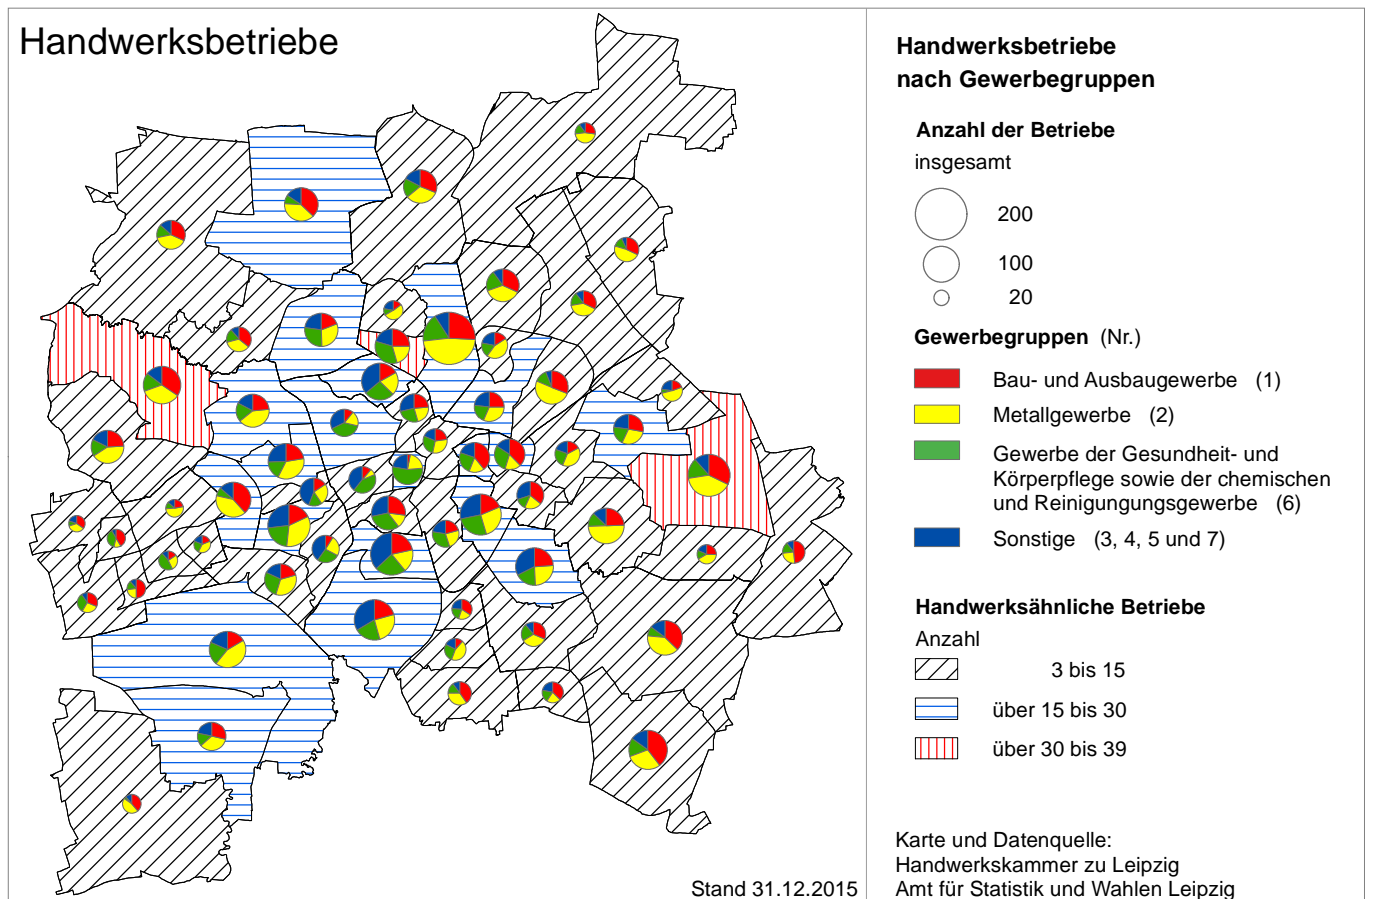 Handwerksbetriebe
Stand 31.12.2015
Handwerksbetriebe
nach Gewerbegruppen
Anzahl der Betriebe
insgesamt
200
100
20
Gewerbegruppen (Nr.)
Bau- und Ausbaugewerbe (1)
Metallgewerbe (2)
Gewerbe der Gesundheit- und
Körperpflege sowie der chemischen
und Reinigungungsgewerbe (6)
Sonstige (3, 4, 5 und 7)
Handwerksähnliche Betriebe
Anzahl
3 bis 15
über 15 bis 30
über 30 bis 39
Karte und Datenquelle:
Handwerkskammer zu Leipzig
Amt für Statistik und Wahlen Leipzig